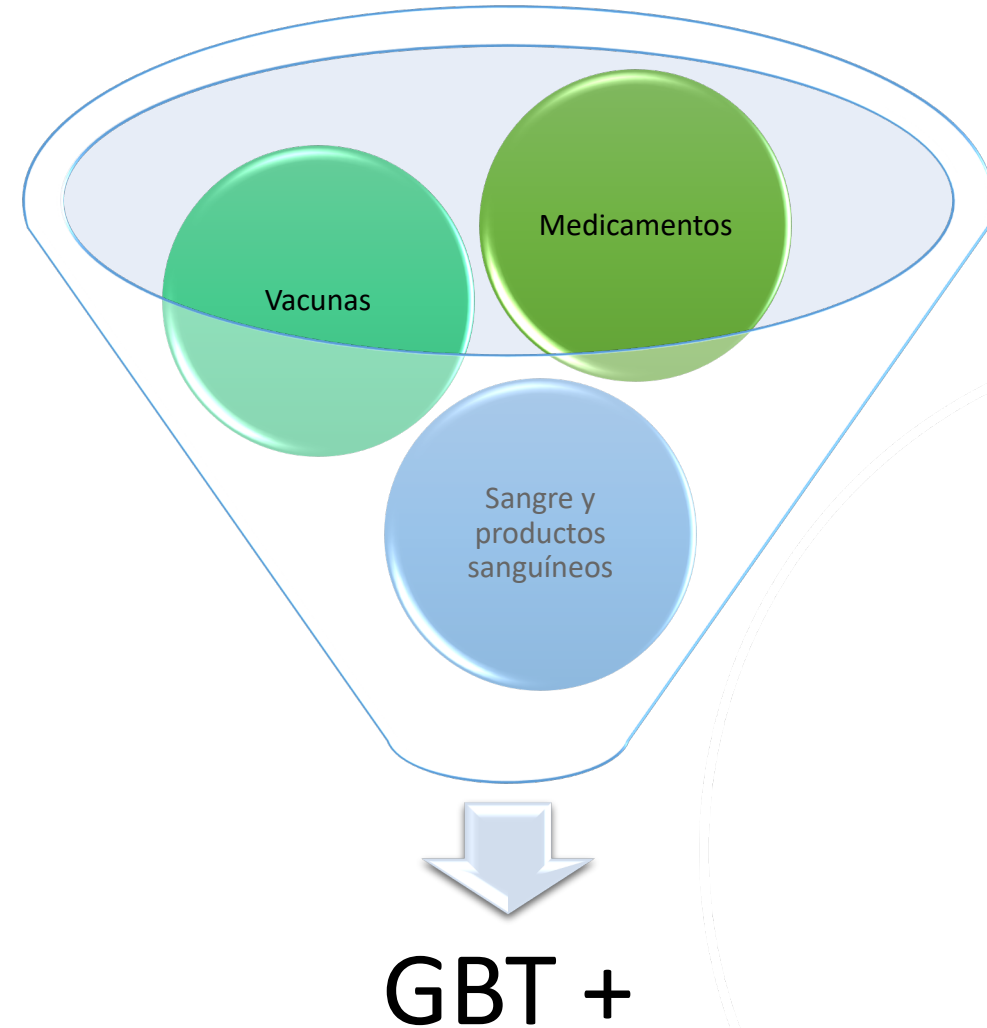 Medicamentos
Vacunas
Sangre y
productos
sanguíneos
GBT +